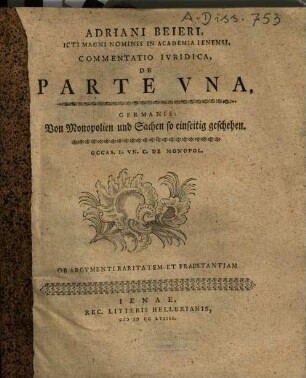 A. Diss. 753
ADRIANI BEIERI,
ICTI MAGNI NOMINIS IN ACADEMIA IENENSI,
COMMENTATIO IVRIDICA,
DE
PARTE VNA,
GERMANIS:
Von Monopolien und Sachen so einseitig geschehen.
OCCAS. L. VN. C. DE MONOPOL.
OB ARGVMENTI RARITATEM ET PRAESTANTIAM
IENAE,
REC. LITTERIS HELLERIANIS,